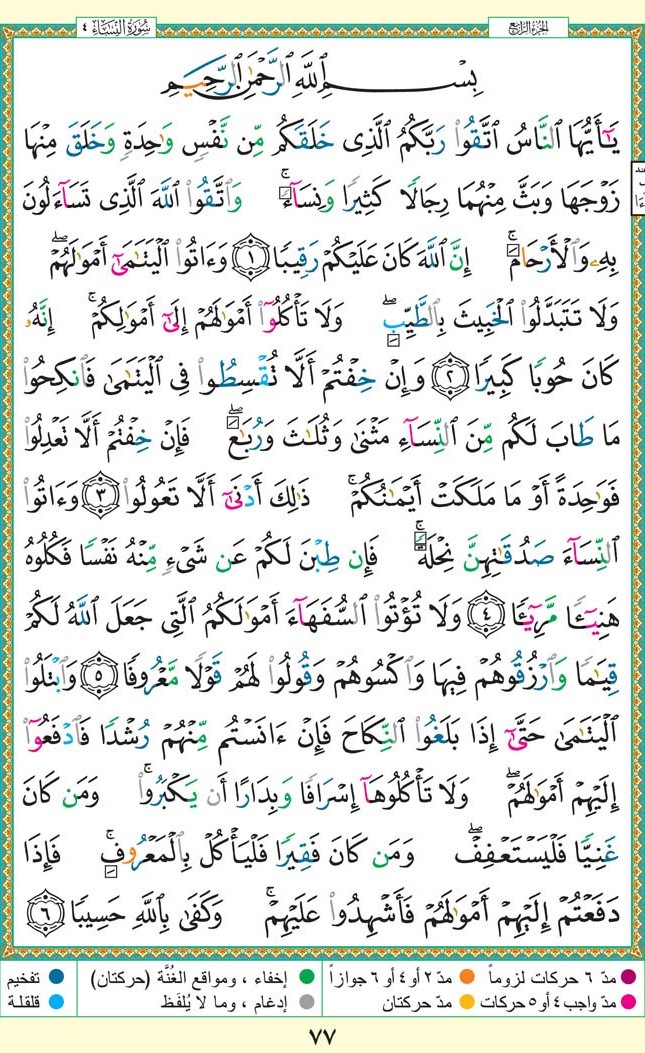 الجزء الرابع
سُورَةُ النِّسَاءِ ٤
بِسْمِ ٱللَّهِ ٱلرَّحْمَٰنِ ٱلرَّحِيمِ
يَٰٓأَيُّهَا ٱلنَّاسُ ٱتَّقُوا۟ رَبَّكُمُ ٱلَّذِى خَلَقَكُم مِّن نَّفْسٍ وَٰحِدَةٍ وَخَلَقَ مِنْهَا
زَوْجَهَا وَبَثَّ مِنْهُمَا رِجَالًا كَثِيرًا وَنِسَآءً ۚ وَٱتَّقُوا۟ ٱللَّهَ ٱلَّذِى تَسَآءَلُونَ
بِهِۦ وَٱلْأَرْحَامَ ۚ إِنَّ ٱللَّهَ كَانَ عَلَيْكُمْ رَقِيبًا ١ وَءَاتُوا۟ ٱلْيَتَٰمَىٰٓ أَمْوَٰلَهُمْ ۖ
وَلَا تَتَبَدَّلُوا۟ ٱلْخَبِيثَ بِٱلطَّيِّبِ ۖ وَلَا تَأْكُلُوٓا۟ أَمْوَٰلَهُمْ إِلَىٰٓ أَمْوَٰلِكُمْ ۚ إِنَّهُۥ
كَانَ حُوبًا كَبِيرًا ٢ وَإِنْ خِفْتُمْ أَلَّا تُقْسِطُوا۟ فِى ٱلْيَتَٰمَىٰ فَٱنكِحُوا۟
مَا طَابَ لَكُم مِّنَ ٱلنِّسَآءِ مَثْنَىٰ وَثُلَٰثَ وَرُبَٰعَ ۖ فَإِنْ خِفْتُمْ أَلَّا تَعْدِلُوا۟
فَوَٰحِدَةً أَوْ مَا مَلَكَتْ أَيْمَٰنُكُمْ ۚ ذَٰلِكَ أَدْنَىٰٓ أَلَّا تَعُولُوا۟ ٣ وَءَاتُوا۟
ٱلنِّسَآءَ صَدُقَٰتِهِنَّ نِحْلَةً ۚ فَإِن طِبْنَ لَكُمْ عَن شَىْءٍ مِّنْهُ نَفْسًا فَكُلُوهُ
هَنِيٓـًٔا مَّرِيٓـًٔا ٤ وَلَا تُؤْتُوا۟ ٱلسُّفَهَآءَ أَمْوَٰلَكُمُ ٱلَّتِى جَعَلَ ٱللَّهُ لَكُمْ
قِيَٰمًا وَٱرْزُقُوهُمْ فِيهَا وَٱكْسُوهُمْ وَقُولُوا۟ لَهُمْ قَوْلًا مَّعْرُوفًا ٥ وَٱبْتَلُوا۟
ٱلْيَتَٰمَىٰ حَتَّىٰٓ إِذَا بَلَغُوا۟ ٱلنِّكَاحَ فَإِنْ ءَانَسْتُم مِّنْهُمْ رُشْدًا فَٱدْفَعُوٓا۟
إِلَيْهِمْ أَمْوَٰلَهُمْ ۖ وَلَا تَأْكُلُوهَآ إِسْرَافًا وَبِدَارًا أَن يَكْبَرُوا۟ ۚ وَمَن كَانَ
غَنِيًّا فَلْيَسْتَعْفِفْ ۖ وَمَن كَانَ فَقِيرًا فَلْيَأْكُلْ بِٱلْمَعْرُوفِ ۚ فَإِذَا
دَفَعْتُمْ إِلَيْهِمْ أَمْوَٰلَهُمْ فَأَشْهِدُوا۟ عَلَيْهِمْ ۚ وَكَفَىٰ بِٱللَّهِ حَسِيبًا ٦
مدّ ٦ حركات لزوماً مدّ ٢ أو ٤ أو ٦ جوازاً إخفاء ، ومواقع الغُنَّة (حركتان) تفخيم
مدّ واجب ٤ أو ٥ حركات مدّ حركتان إدغام ، وما لا يُلفَظ قلقلة
٧٧